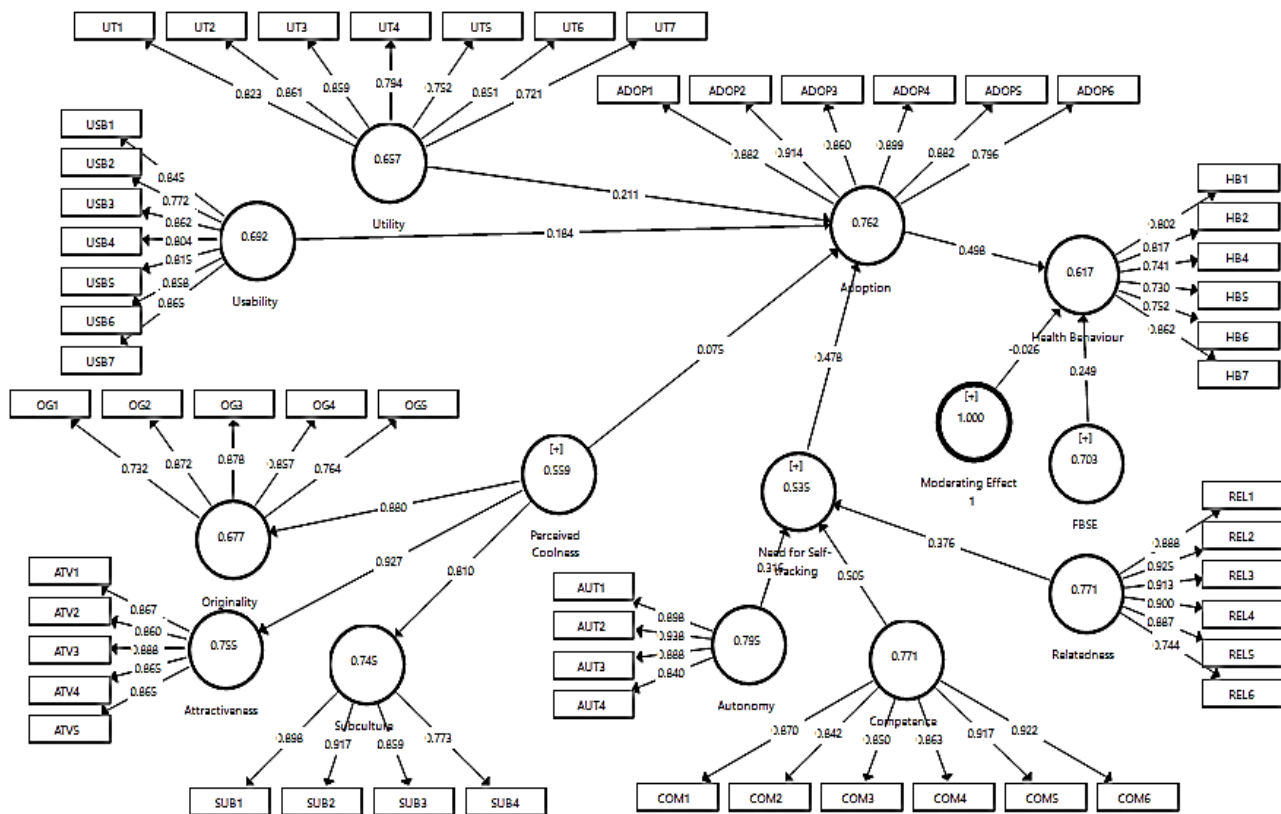 UT1 UT2 UT3 UT4 UT5 UT6 UT7
0.823 0.861 0.859 0.794 0.752 0.851 0.721
ADOP1 ADOP2 ADOP3 ADOP4 ADOP5 ADOP6
0.882 0.914 0.860 0.899 0.882 0.796
USB1
USB2
USB3
USB4
USB5
USB6
USB7
0.845
0.772
0.862
0.804
0.815
0.858
0.865
0.657
Utility
0.692
Usability
0.211
0.184
0.762
Adoption
0.498
0.617
Health Behaviour
HB1
HB2
HB4
HB5
HB6
HB7
0.802
0.817
0.741
0.730
0.752
0.862
0.075
0.478
-0.026
0.249
[+]
1.000
Moderating Effect
1
[+]
0.703
FBSE
OG1 OG2 OG3 OG4 OG5
0.732 0.872 0.878 0.857 0.764
0.677
Originality
[+]
0.559
Perceived
Coolness
0.880
0.927
0.810
[+]
0.535
Need for Self-
tracking
0.316
0.505
0.376
ATV1
ATV2
ATV3
ATV4
ATV5
0.867
0.860
0.888
0.865
0.865
0.755
Attractiveness
0.745
Subculture
0.898 0.917 0.859 0.773
SUB1 SUB2 SUB3 SUB4
AUT1
AUT2
AUT3
AUT4
0.898
0.938
0.888
0.840
0.795
Autonomy
0.771
Competence
0.870 0.842 0.850 0.863 0.917 0.922
COM1 COM2 COM3 COM4 COM5 COM6
0.771
Relatedness
0.888
0.925
0.913
0.900
0.887
0.744
REL1
REL2
REL3
REL4
REL5
REL6